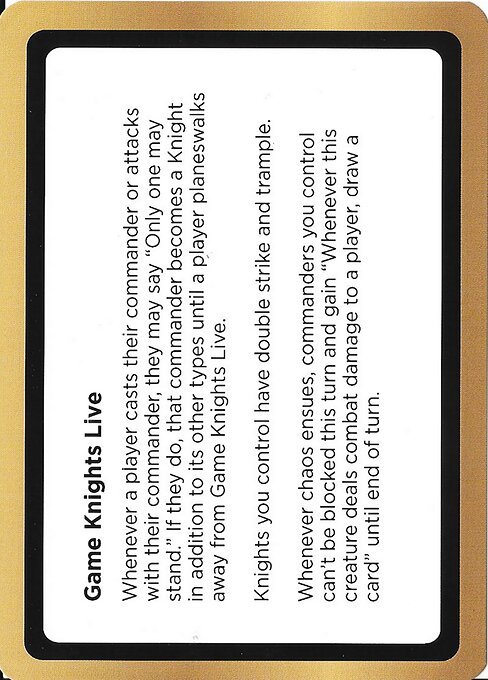 Game Knights Live
Whenever a player casts their commander or attacks
with their commander, they may say “Only one may
stand.” If they do, that commander becomes a Knight
in addition to its other types until a player planeswalks
away from Game Knights Live.
Knights you control have double strike and trample.
Whenever chaos ensues, commanders you control
can’t be blocked this turn and gain “Whenever this
creature deals combat damage to a player, draw a
card” until end of turn.